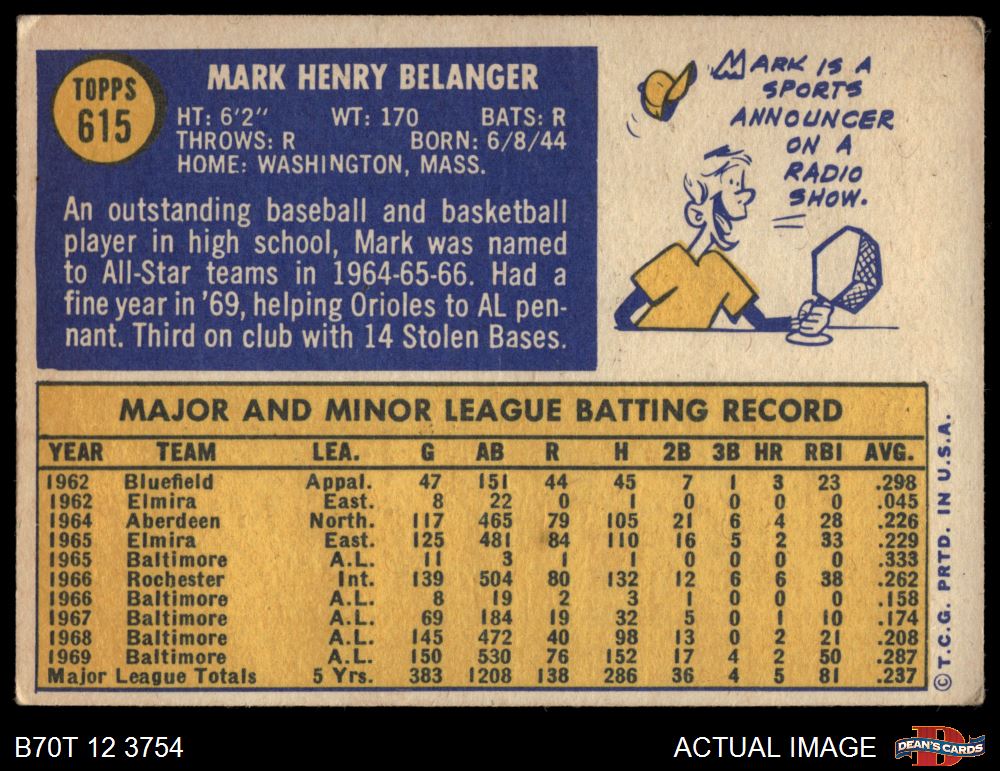 TOPPS
615
MARK HENRY BELANGER
HT: 6'2" WT: 170 BATS: R
THROWS: R BORN: 6/8/44
HOME: WASHINGTON, MASS.
An outstanding baseball and basketball
player in high school, Mark was named
to All-Star teams in 1964-65-66. Had a
fine year in '69, helping Orioles to AL pen-
nant. Third on club with 14 Stolen Bases.
MARK IS A
SPORTS
ANNOUNCER
ON A
RADIO
SHOW.
MAJOR AND MINOR LEAGUE BATTING RECORD
YEAR TEAM LEA. G AB R H 2B 3B HR RBI AVG.
1962 Bluefield Appal. 47 151 44 45 7 1 3 23 .298
1962 Elmira East. 8 22 0 1 0 0 0 0 .045
1964 Aberdeen North. 117 465 79 105 21 6 4 28 .226
1965 Elmira East. 125 481 84 110 16 5 2 33 .229
1965 Baltimore A.L. 11 3 1 1 0 0 0 0 .333
1966 Rochester Int. 139 504 80 132 12 6 6 38 .262
1966 Baltimore A.L. 8 19 2 3 1 0 0 0 .158
1967 Baltimore A.L. 69 184 19 32 5 0 1 10 .174
1968 Baltimore A.L. 145 472 40 98 13 0 2 21 .208
1969 Baltimore A.L. 150 530 76 152 17 4 2 50 .287
Major League Totals 5 Yrs. 383 1208 138 286 36 4 5 81 .237
© T.C.G. PRTD. IN U.S.A.
B70T 12 3754
ACTUAL IMAGE
D
DEAN'S CARDS